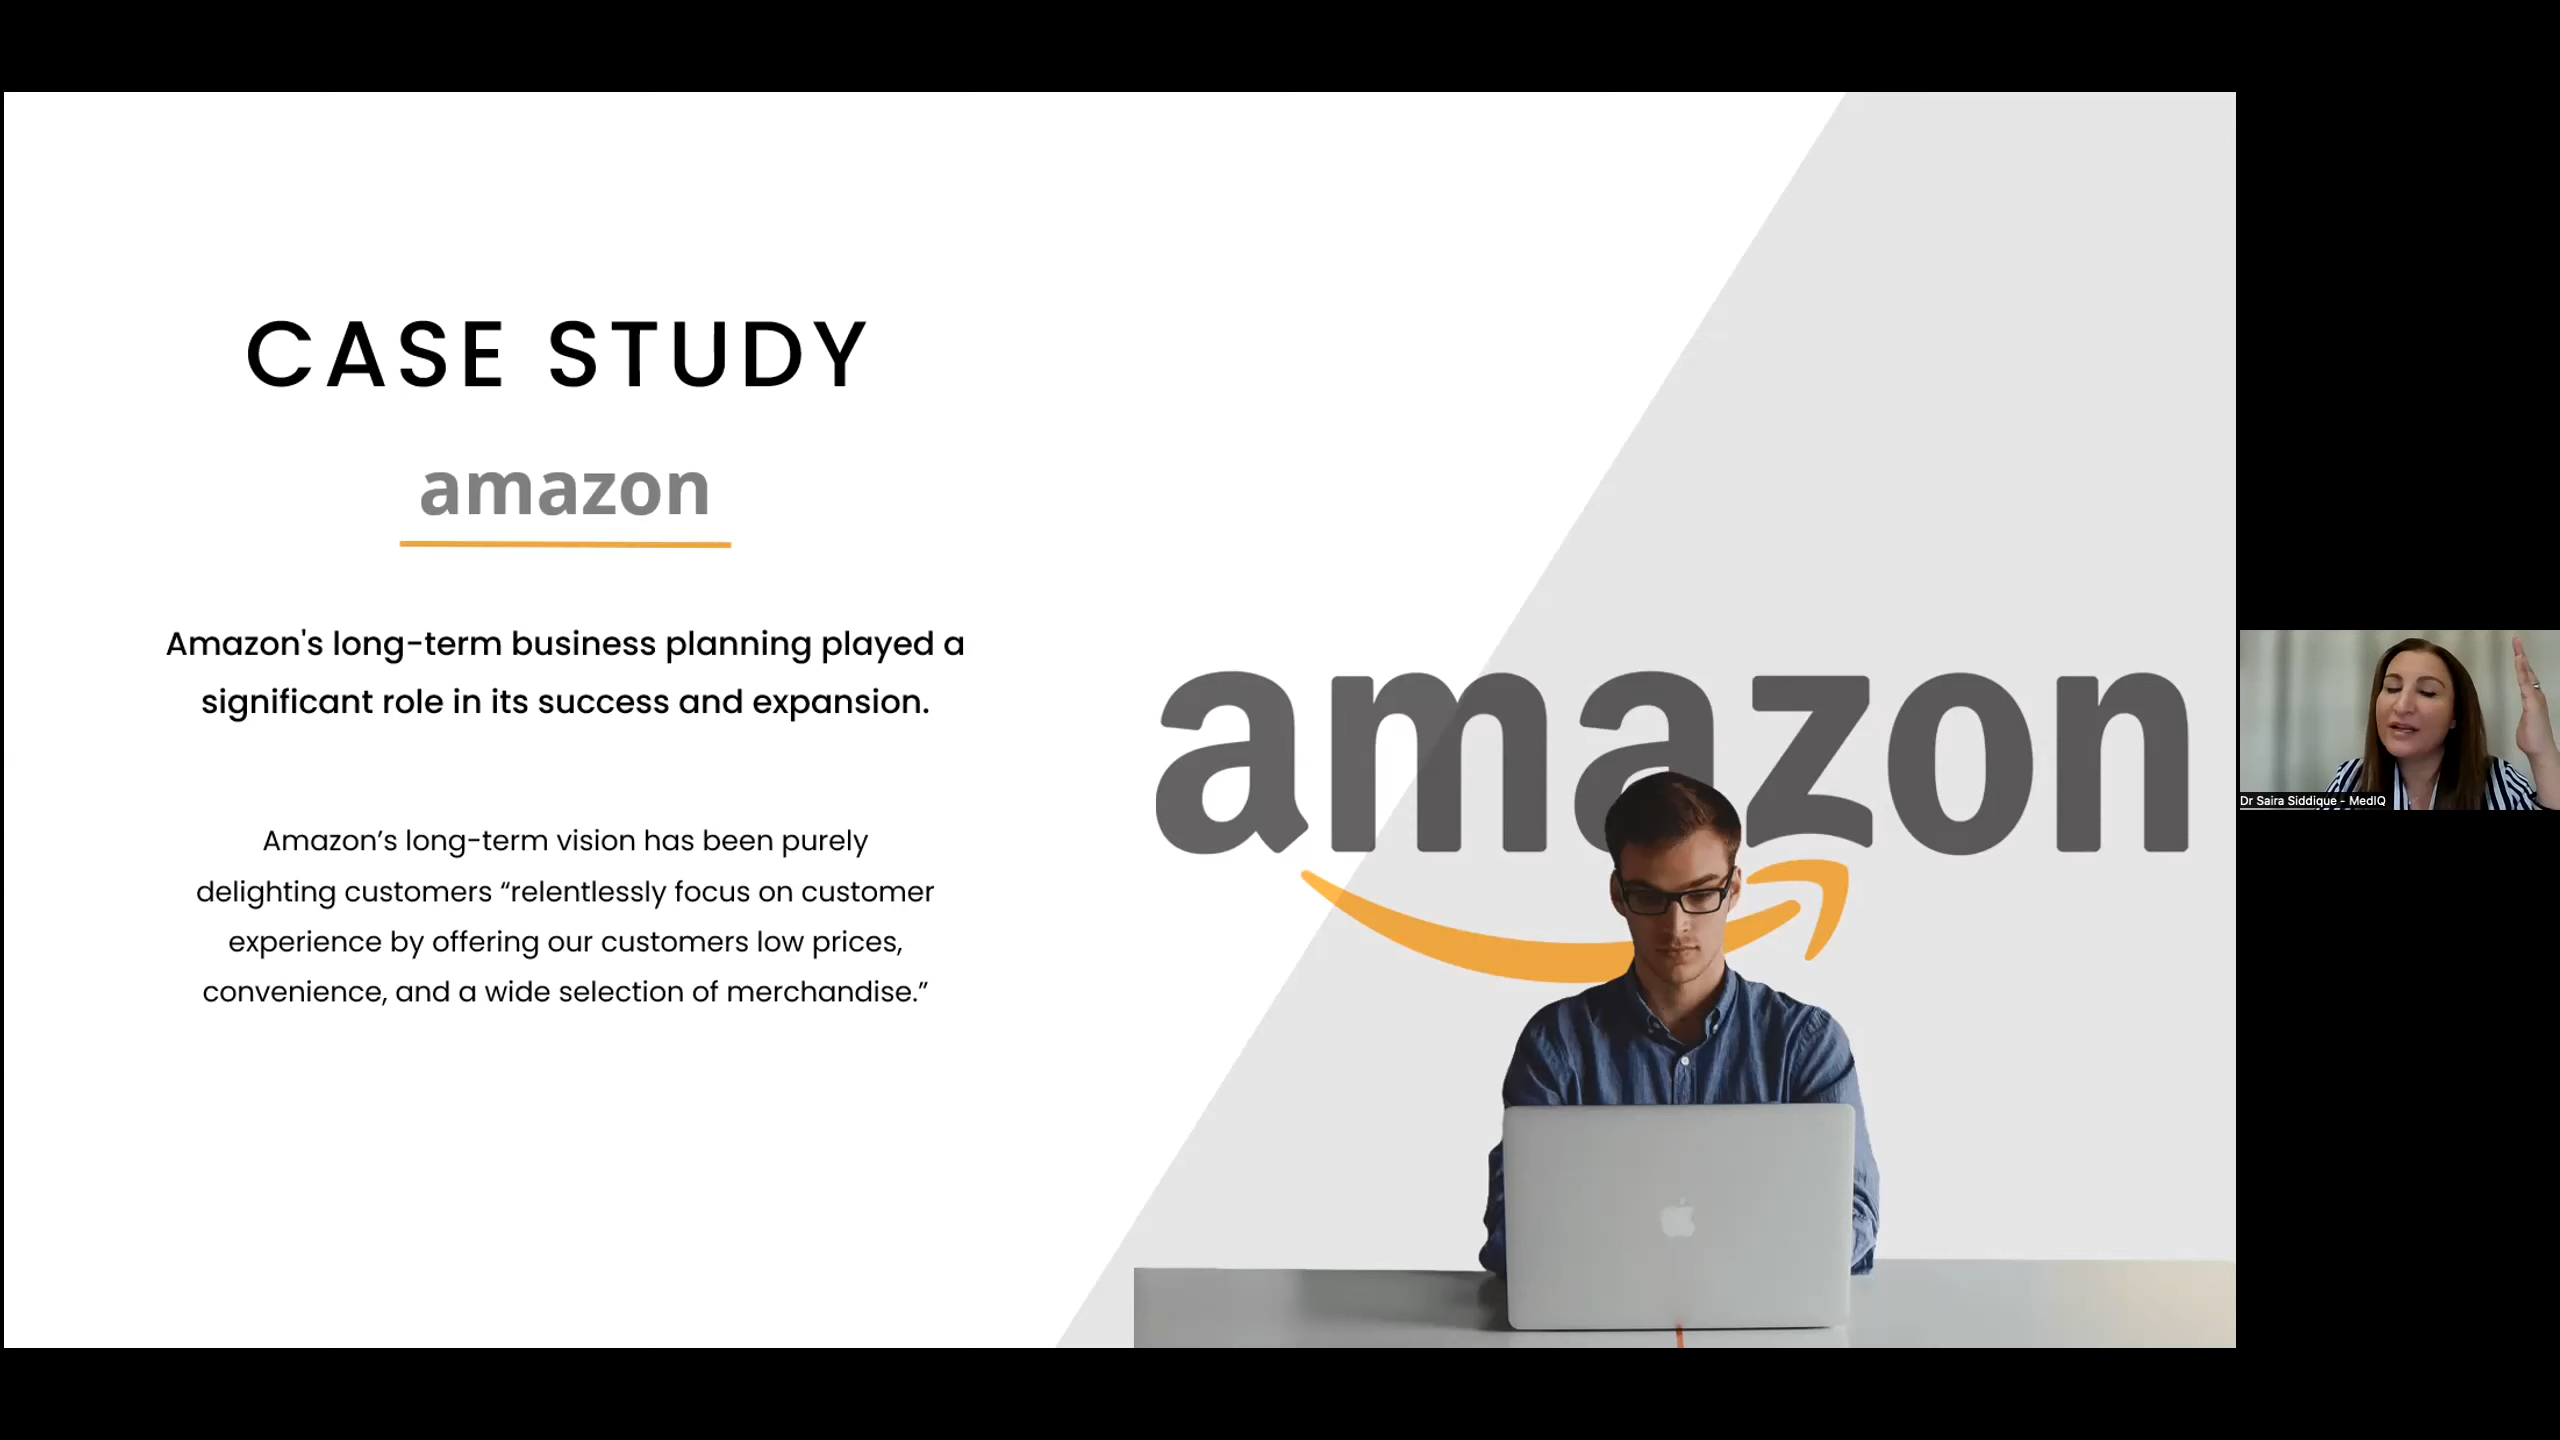 CASE STUDY
amazon
Amazon's long-term business planning played a
significant role in its success and expansion.
Amazon’s long-term vision has been purely
delighting customers “relentlessly focus on customer
experience by offering our customers low prices,
convenience, and a wide selection of merchandise.”
amazon
Dr Saira Siddique - MedIQ